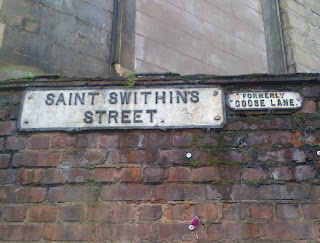 SAINT SWITHIN'S
STREET.
FORMERLY
GOOSE LANE.